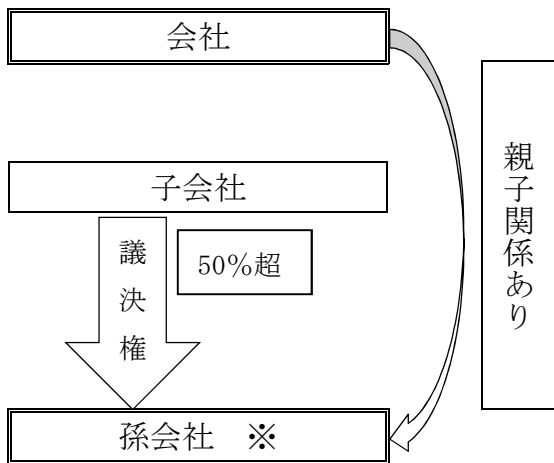 会社
子会社
議決権
50%超
親子関係あり
孫会社 ※